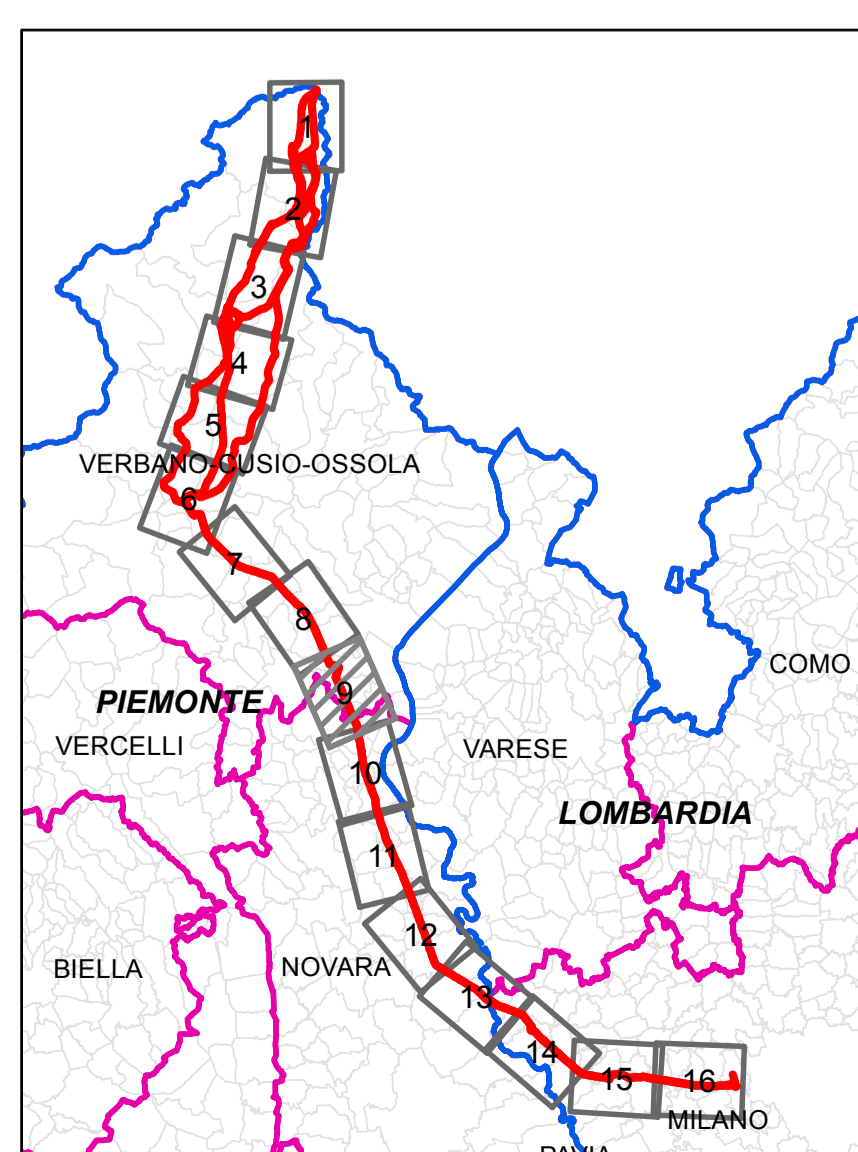 1
2
3
4
5
VERBANO-CUSIO-OSSOLA
6
7
8
COMO
9
PIEMONTE
VERCELLI
VARESE
10
LOMBARDIA
11
12
BIELLA
NOVARA
13
14
15
16
MILANO
PAVIA